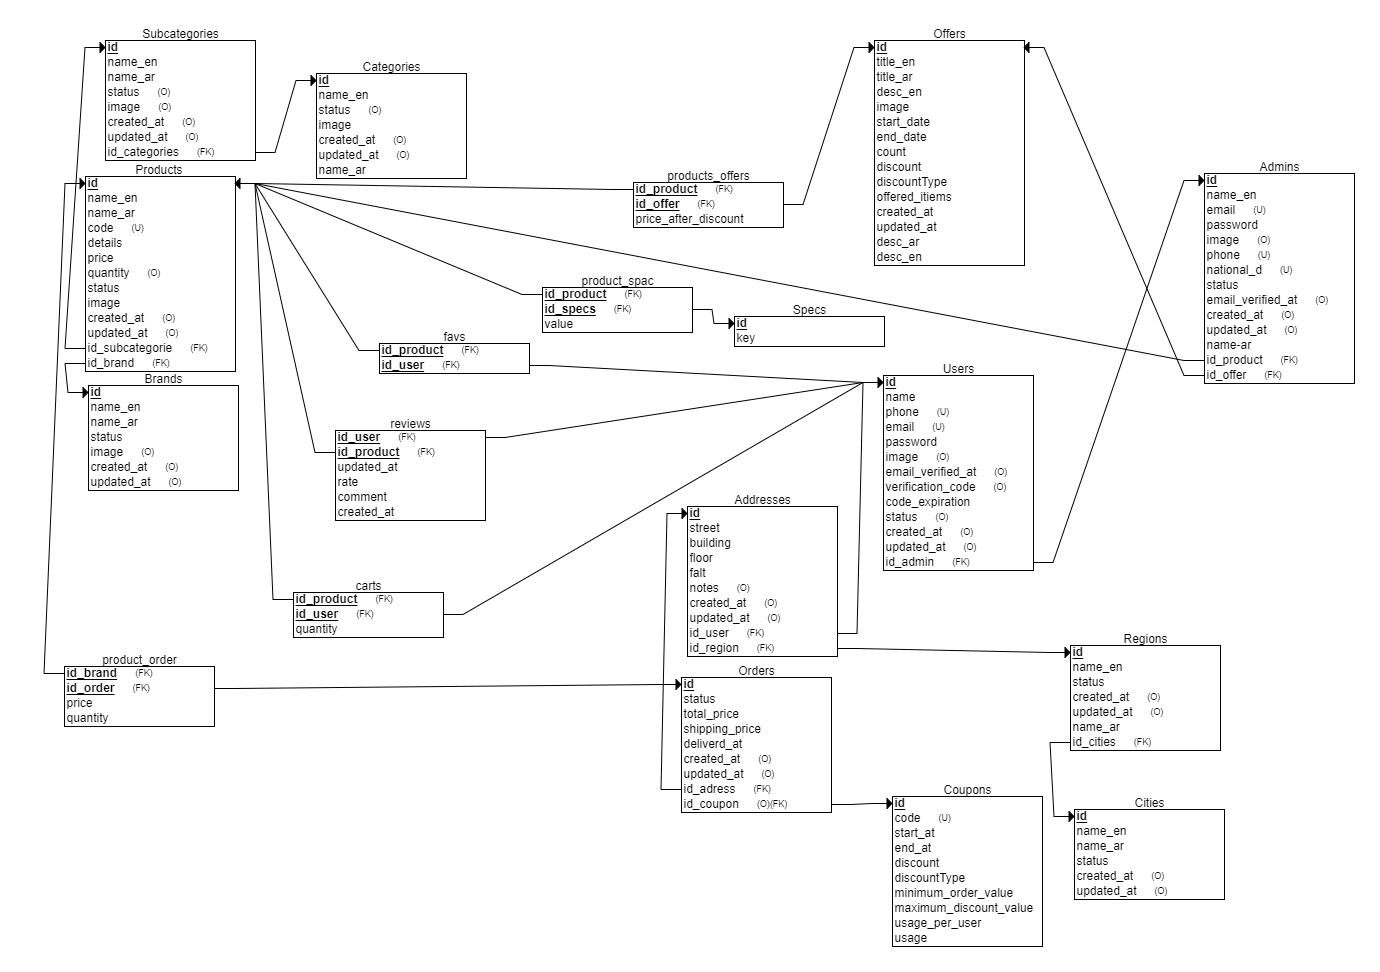 Subcategories
id
name_en
name_ar
status (O)
image (O)
created_at (O)
updated_at (O)
id_categories (FK)
Categories
id
name_en
status (O)
image
created_at (O)
updated_at (O)
name_ar
Products
id
name_en
name_ar
code (U)
details
price
quantity (O)
status
image
created_at (O)
updated_at (O)
id_subcategorie (FK)
id_brand (FK)
Brands
id
name_en
name_ar
status
image (O)
created_at (O)
updated_at (O)
products_offers
id_product (FK)
id_offer (FK)
price_after_discount
Offers
id
title_en
title_ar
desc_en
image
start_date
end_date
count
discount
discountType
offered_itiems
created_at
updated_at
desc_ar
desc_en
Admins
id
name_en
email (U)
password
image (O)
phone (U)
national_d (U)
status
email_verified_at (O)
created_at (O)
updated_at (O)
name-ar
id_product (FK)
id_offer (FK)
product_spac
id_product (FK)
id_specs (FK)
value
Specs
id
key
favs
id_product (FK)
id_user (FK)
reviews
id_user (FK)
id_product (FK)
updated_at
rate
comment
created_at
Users
id
name
phone (U)
email (U)
password
image (O)
email_verified_at (O)
verification_code (O)
code_expiration
status (O)
created_at (O)
updated_at (O)
id_admin (FK)
carts
id_product (FK)
id_user (FK)
quantity
Addresses
id
street
building
floor
falt
notes (O)
created_at (O)
updated_at (O)
id_user (FK)
id_region (FK)
product_order
id_brand (FK)
id_order (FK)
price
quantity
Orders
id
status
total_price
shipping_price
deliverd_at
created_at (O)
updated_at (O)
id_adress (FK)
id_coupon (O)(FK)
Regions
id
name_en
status
created_at (O)
updated_at (O)
name_ar
id_cities (FK)
Coupons
id
code (U)
start_at
end_at
discount
discountType
minimum_order_value
maximum_discount_value
usage_per_user
usage
Cities
id
name_en
name_ar
status
created_at (O)
updated_at (O)